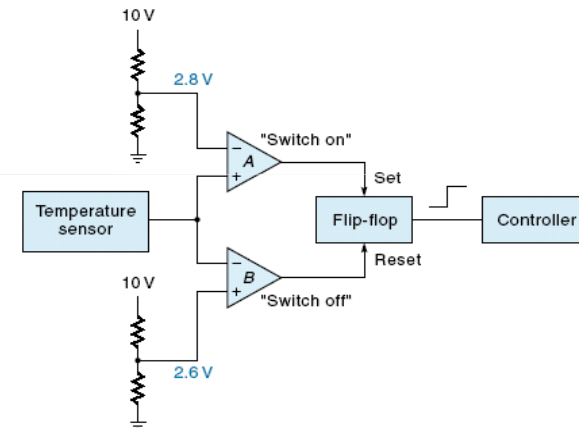 10 V
2.8 V
"Switch on"
−
A
+
Set
Temperature
sensor
Flip-flop
Controller
Reset
−
B
+
10 V
"Switch off"
2.6 V